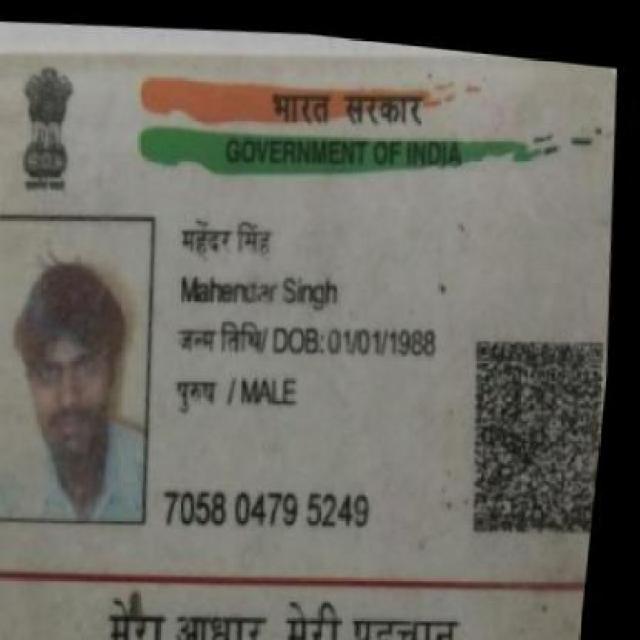 भारत सरकार
GOVERNMENT OF INDIA
महेंदर सिंह
Mahendar Singh
जन्म तिथि/ DOB: 01/01/1988
पुरुष / MALE
7058 0479 5249
मेरा आधार, मेरी पहचान